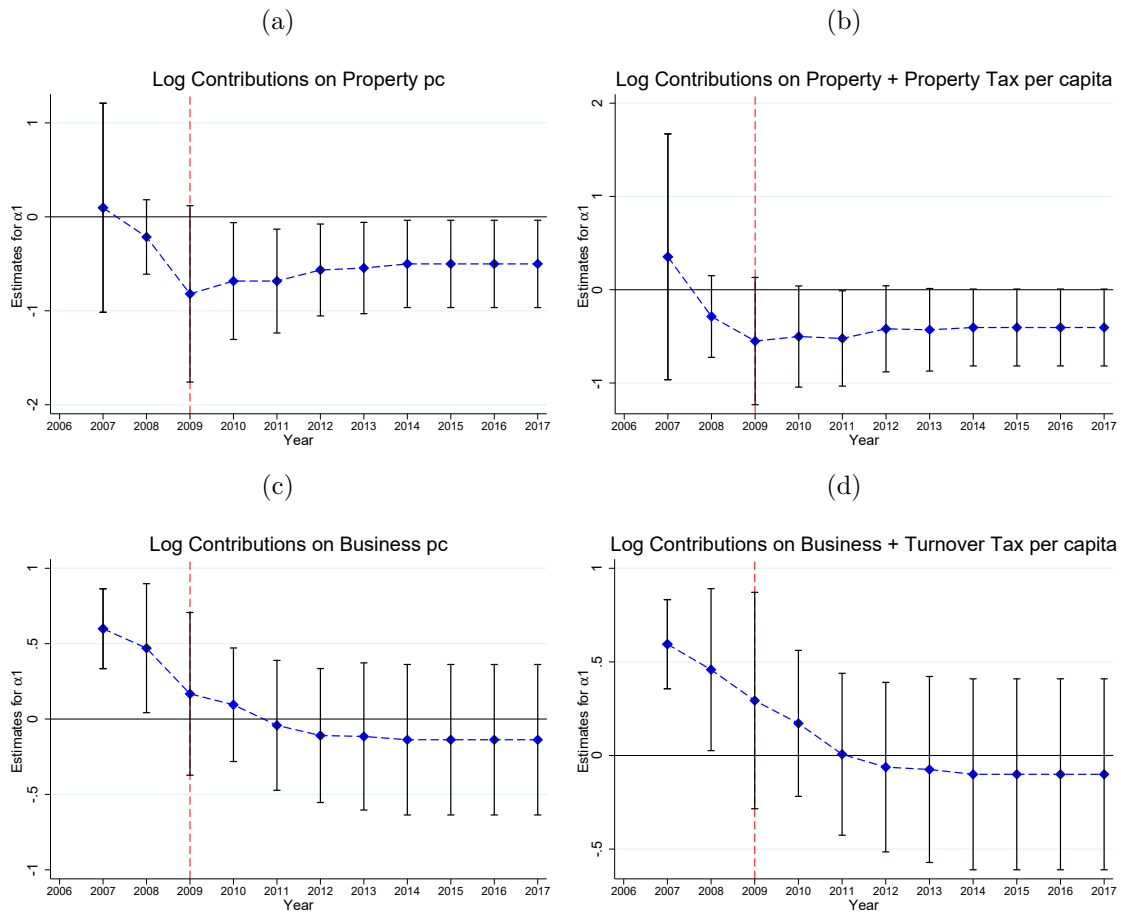 (a)
Log Contributions on Property pc
Estimates for α1
1
0
-1
-2
2006 2007 2008 2009 2010 2011 2012 2013 2014 2015 2016 2017
Year
(b)
Log Contributions on Property + Property Tax per capita
Estimates for α1
2
1
0
-1
2006 2007 2008 2009 2010 2011 2012 2013 2014 2015 2016 2017
Year
(c)
Log Contributions on Business pc
Estimates for α1
1
.5
0
-.5
-1
2006 2007 2008 2009 2010 2011 2012 2013 2014 2015 2016 2017
Year
(d)
Log Contributions on Business + Turnover Tax per capita
Estimates for α1
1
.5
0
-.5
2006 2007 2008 2009 2010 2011 2012 2013 2014 2015 2016 2017
Year